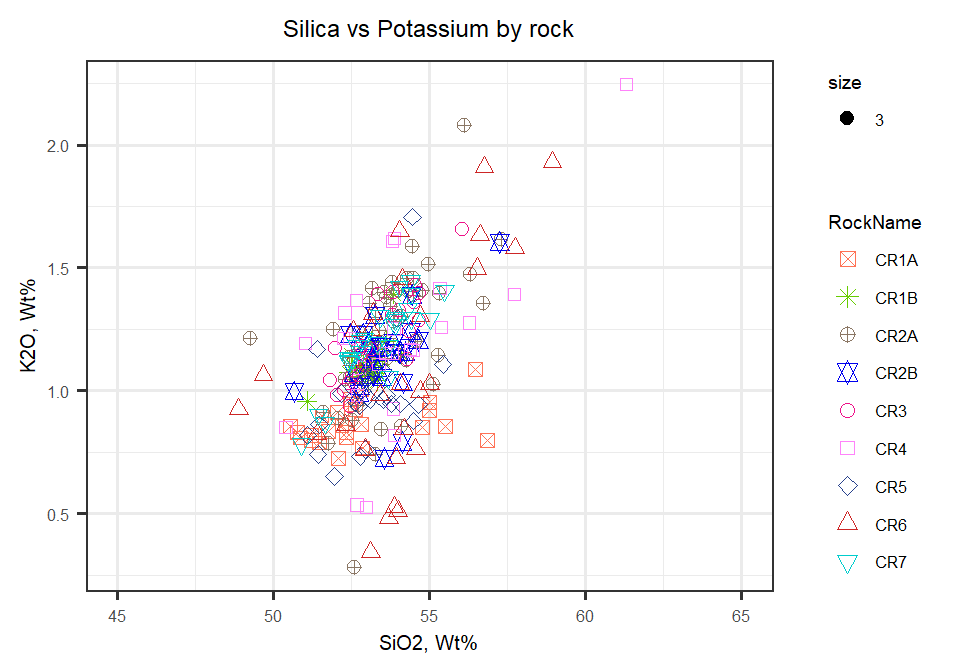 Silica vs Potassium by rock
K2O, Wt%
2.0
1.5
1.0
0.5
45
50
55
60
65
SiO2, Wt%
size
3
RockName
CR1A
CR1B
CR2A
CR2B
CR3
CR4
CR5
CR6
CR7